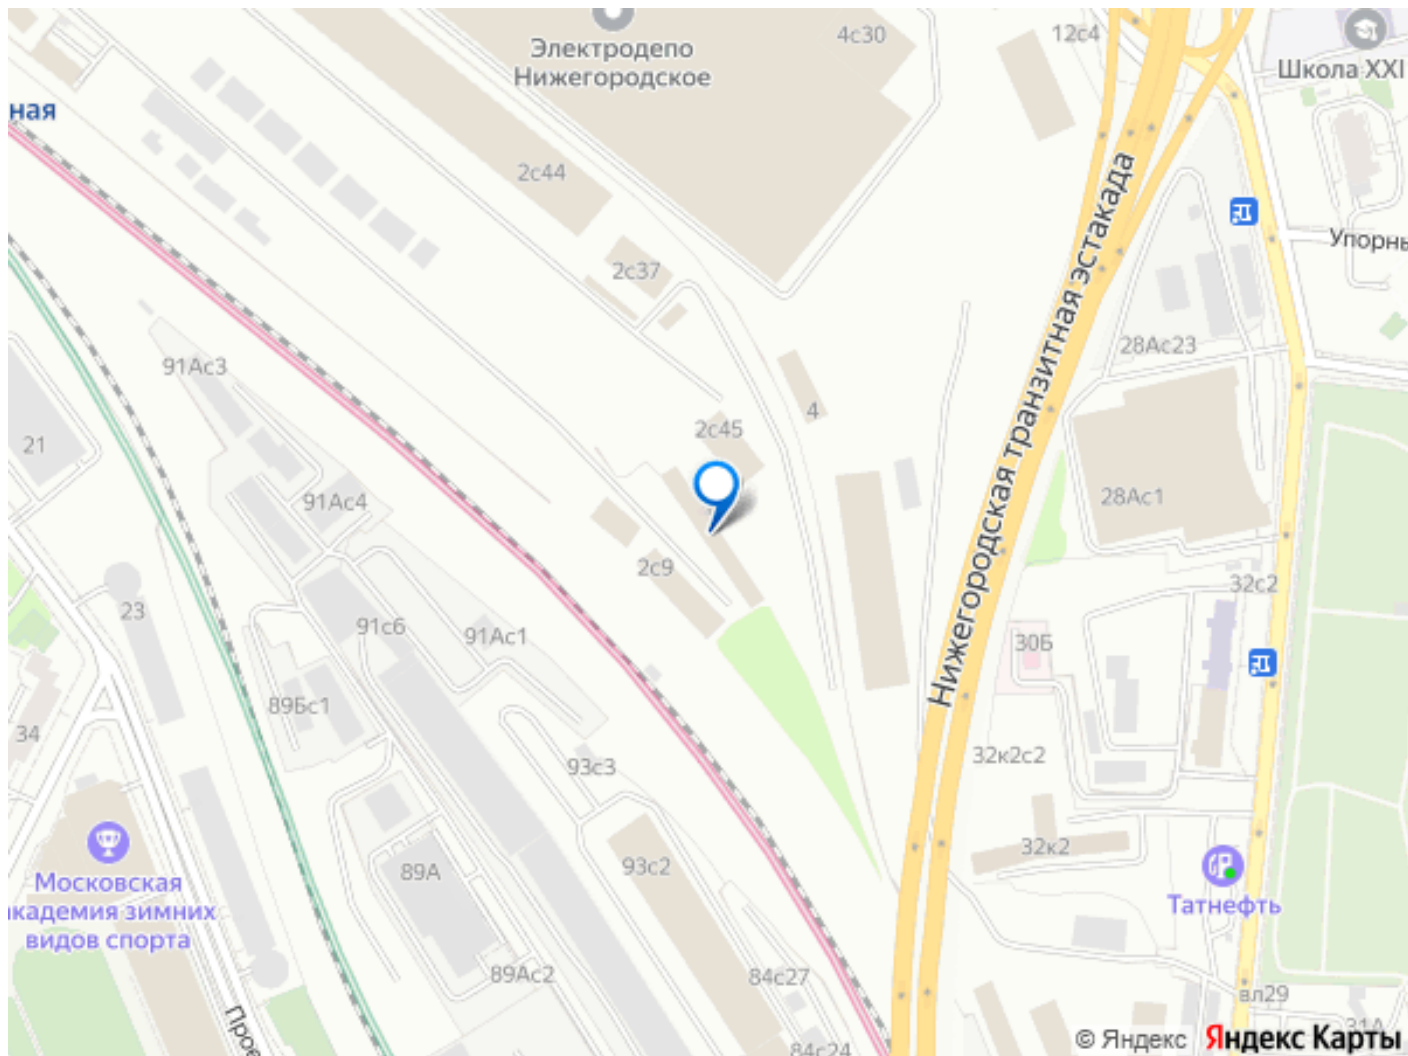 Электродепо
Нижегородское
4с30
12с4
Школа XXI
ная
2с44
Упорны
2с37
Нижегородская транзитная эстакада
28Ас23
91Ас3
4
2с45
21
91Ас4
28Ас1
2с9
32с2
23
91с6
91Ас1
30Б
89Бс1
34
93с3
32к2с2
32к2
93с2
89А
Московская
академия зимних
видов спорта
Татнефть
89Ас2
84с27
вл29
Прое
31А
84с24
© Яндекс
Яндекс Карты